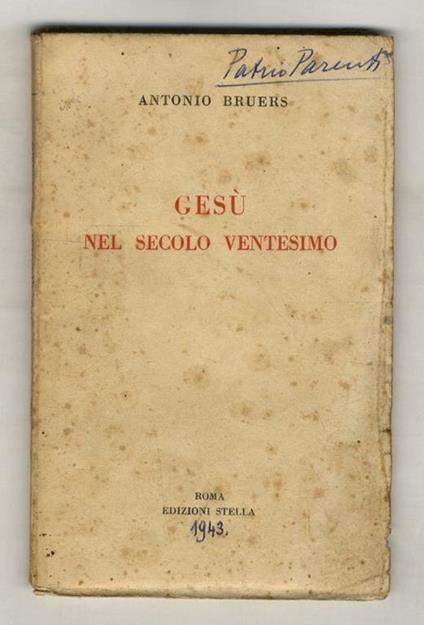 Patrio Parenti
ANTONIO BRUERS
GESÙ
NEL SECOLO VENTESIMO
ROMA
EDIZIONI STELLA
1943.